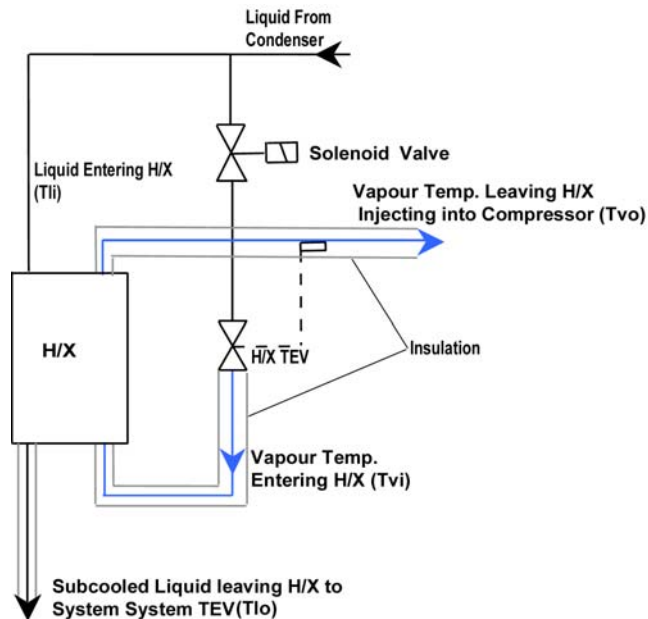 Liquid From
Condenser
Solenoid Valve
Liquid Entering H/X
(Tli)
Vapour Temp. Leaving H/X
Injecting into Compressor (Tvo)
H/X
H/X TEV
Insulation
Vapour Temp.
Entering H/X (Tvi)
Subcooled Liquid leaving H/X to
System System TEV(Tlo)